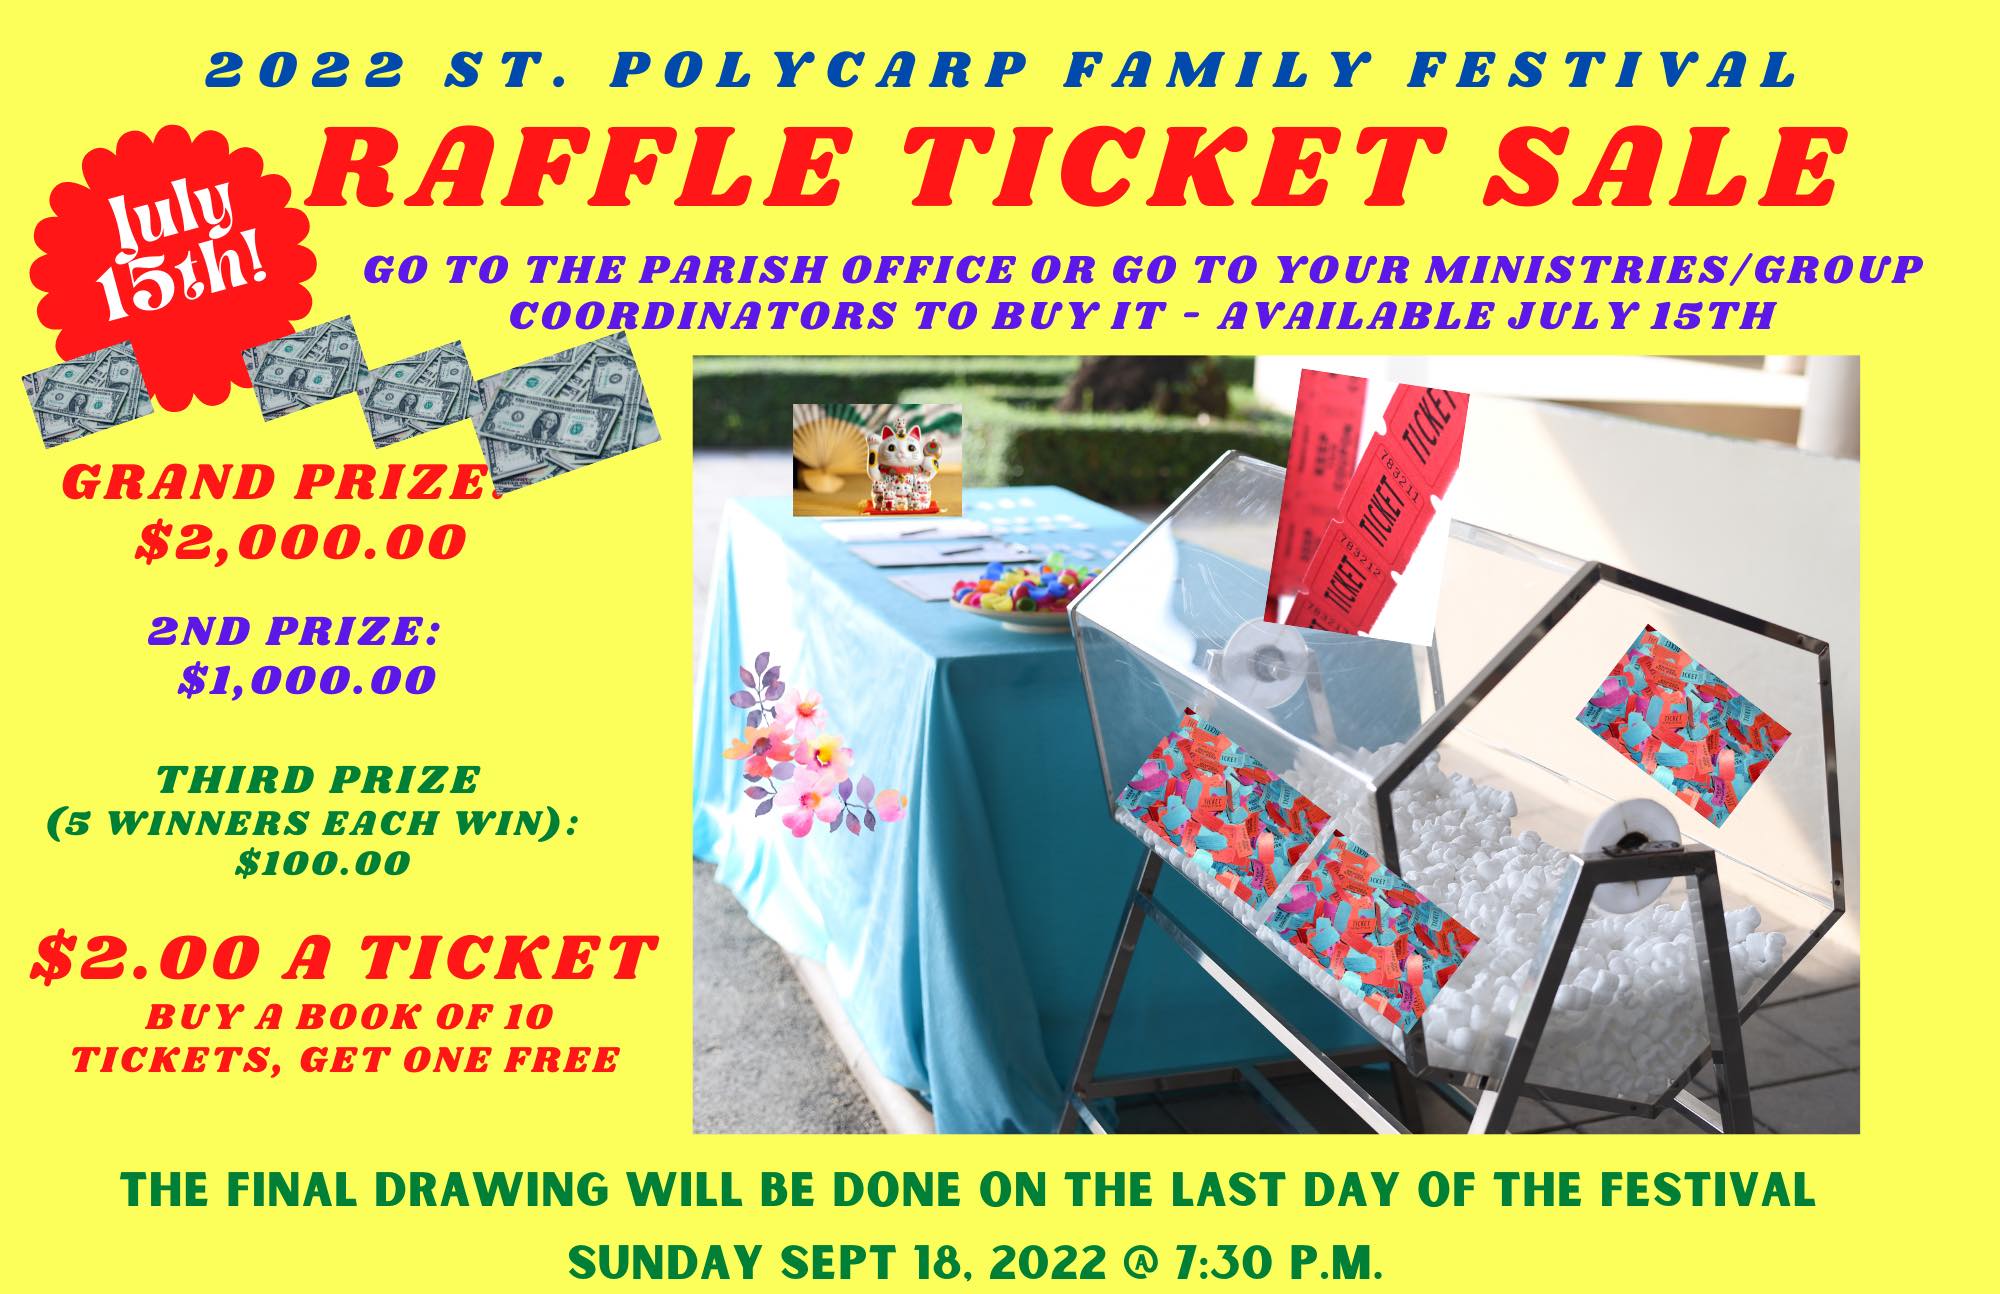 2022 ST. POLYCARP FAMILY FESTIVAL
RAFFLE TICKET SALE
July
15th!
GO TO THE PARISH OFFICE OR GO TO YOUR MINISTRIES/GROUP
COORDINATORS TO BUY IT - AVAILABLE JULY 15TH
GRAND PRIZE:
$2,000.00
2ND PRIZE:
$1,000.00
THIRD PRIZE
(5 WINNERS EACH WIN):
$100.00
$2.00 A TICKET
BUY A BOOK OF 10
TICKETS, GET ONE FREE
TICKET
783211
TICKET
783212
TICKET
THE FINAL DRAWING WILL BE DONE ON THE LAST DAY OF THE FESTIVAL
SUNDAY SEPT 18, 2022 @ 7:30 P.M.